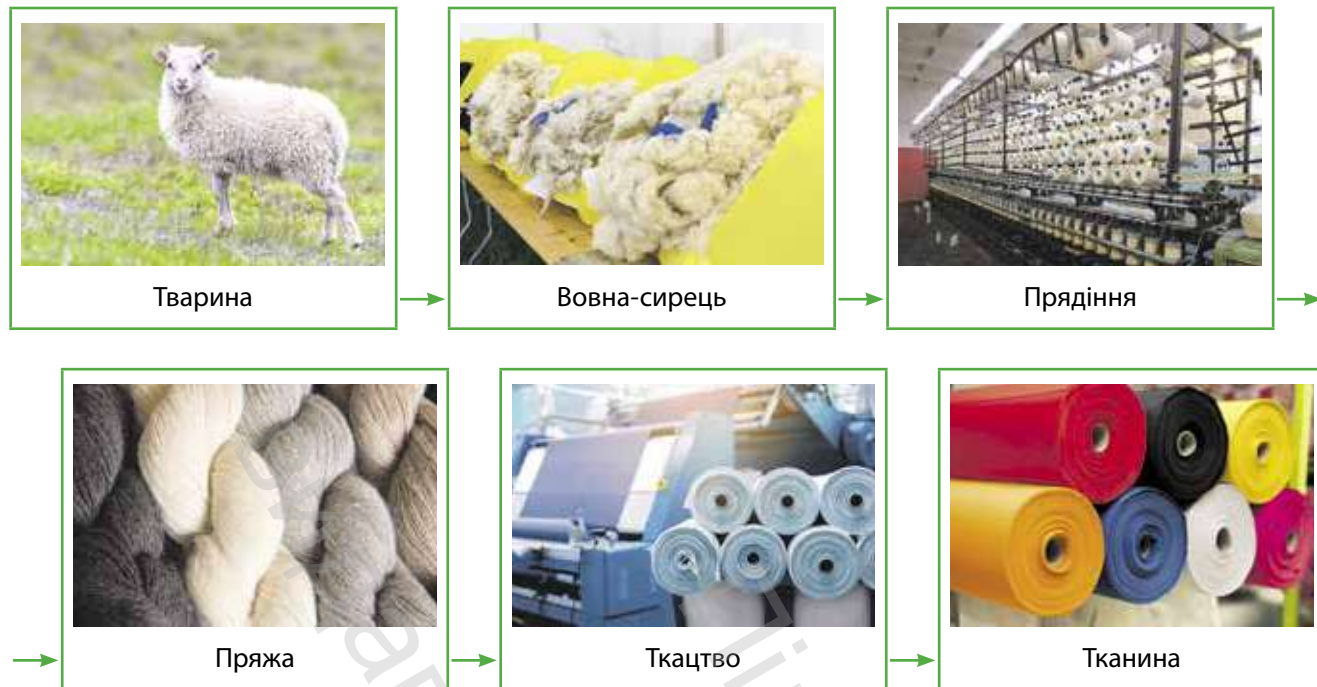 Тварина
Вовна-сирець
Прядіння
Пряжа
Ткацтво
Тканина